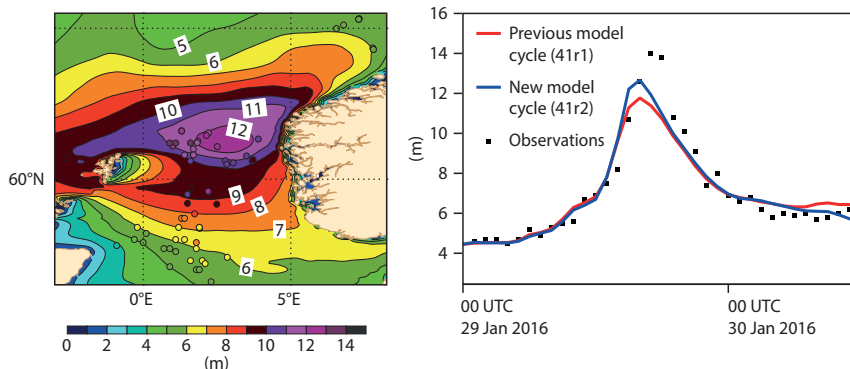 5
6
10
11
12
9
8
7
6
60°N
0°E
5°E
0 2 4 6 8 10 12 14
(m)
16
14
12
10
8
6
4
(m)
Previous model
cycle (41r1)
New model
cycle (41r2)
Observations
00 UTC
29 Jan 2016
00 UTC
30 Jan 2016